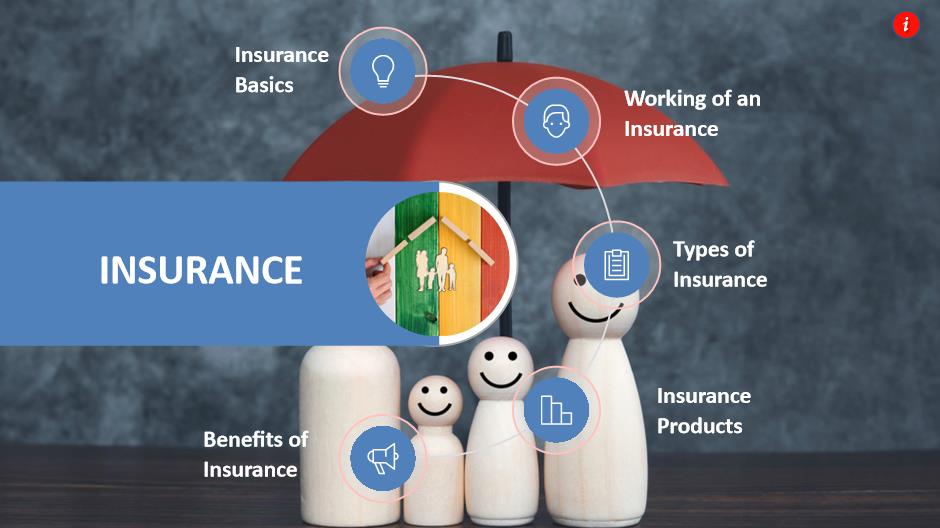 Insurance
Basics
Working of an
Insurance
INSURANCE
Types of
Insurance
Insurance
Products
Benefits of
Insurance
i